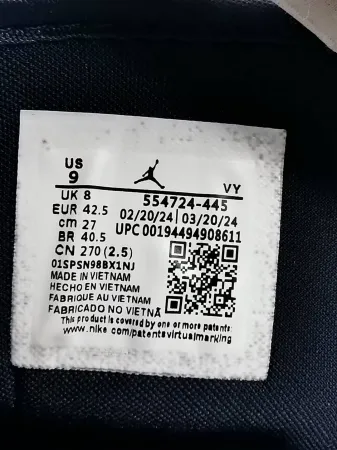 US
9
VY
UK 8
554724-445
EUR 42.5
02/20/24 | 03/20/24
cm 27
UPC 00194494908611
BR 40.5
CN 270 (2.5)
01SPSN98BX1NJ
MADE IN VIETNAM
HECHO EN VIETNAM
FABRIQUE AU VIETNAM
FABRICADO NO VIETNÃ
This product is covered by one or more patents:
www.nike.com/patentsvirtualmarking